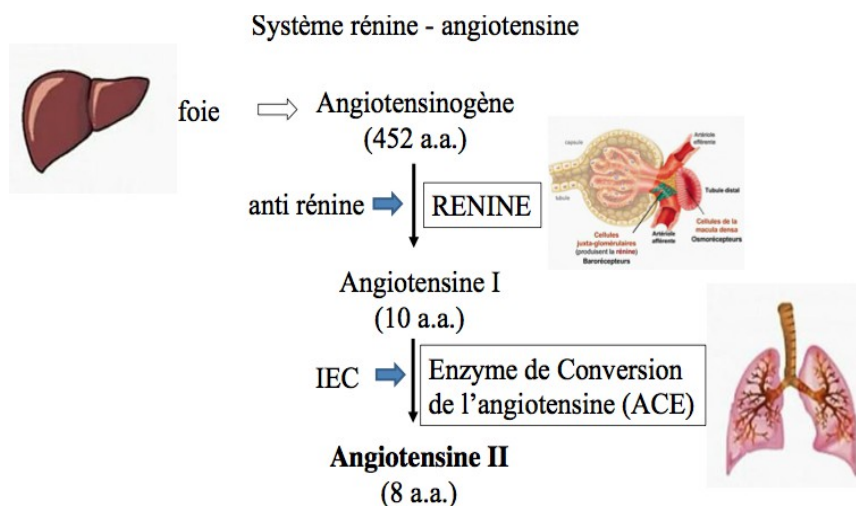 Système rénine - angiotensine
foie
Angiotensinogène
(452 a.a.)
anti rénine
RENINE
capsule
tubule
Artériole
efférente
Tubule distal
Cellules de la
macula densa
Osmorécepteurs
Artériole
afférente
Cellules
juxta-glomérulaires
(produisent la rénine)
Barorécepteurs
Angiotensine I
(10 a.a.)
IEC
Enzyme de Conversion
de l'angiotensine (ACE)
Angiotensine II
(8 a.a.)